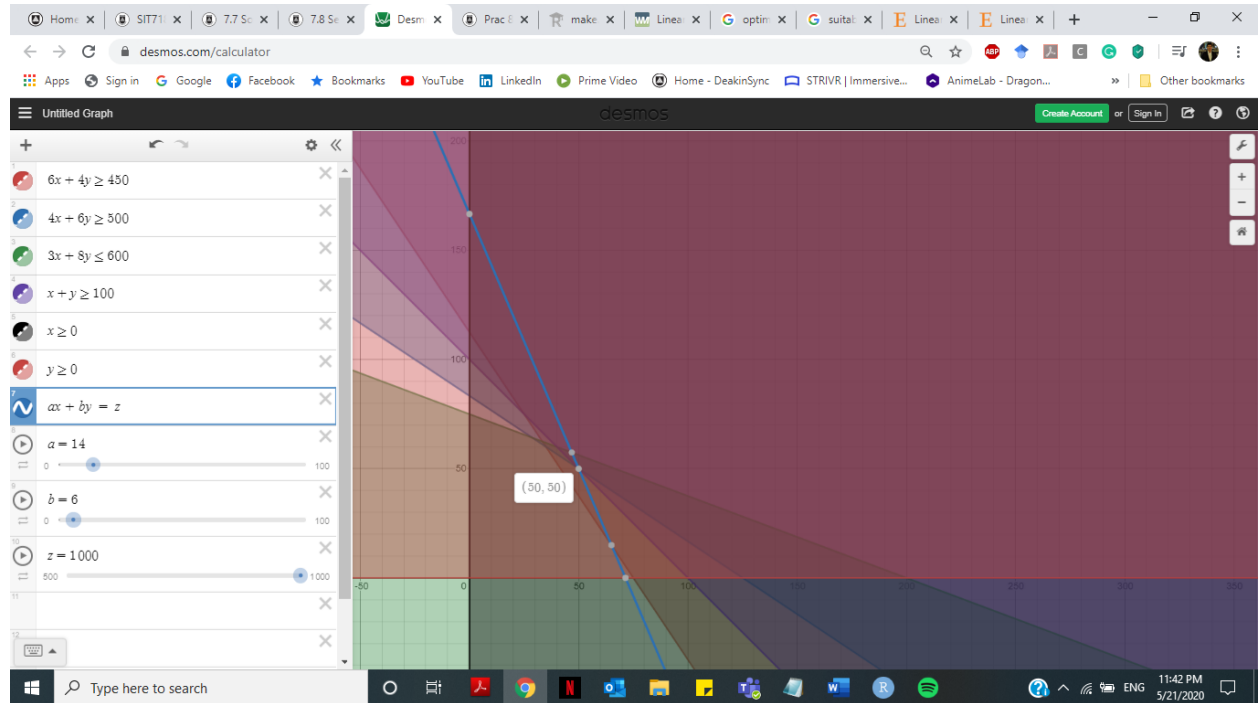 Home
SIT71
7.7 Sc
7.8 Se
Desm
Prac 8
make.
Linea
optim
suital
Linea
Linea
desmos.com/calculator
Apps Sign in Google Facebook Bookmarks YouTube LinkedIn Prime Video Home - DeakinSync STRIVR | Immersive... AnimeLab - Dragon... » Other bookmarks
Untitled Graph
desmos
Create Account or Sign In
1
6x + 4y ≥ 450
2
4x + 6y ≥ 500
3
3x + 8y ≤ 600
4
x + y ≥ 100
5
x ≥ 0
6
y ≥ 0
7
ax + by = z
8
a = 14
0 100
9
b = 6
0 100
10
z = 1000
500 1000
11
12
200
150
100
50
(50, 50)
-50 0 50 100 150 200 250 300 350
Type here to search
ENG
11:42 PM
5/21/2020